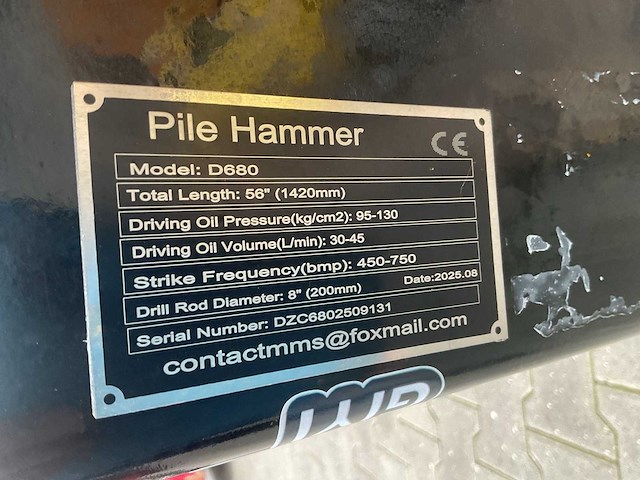 Pile Hammer
CE
Model: D680
Total Length: 56" (1420mm)
Driving Oil Pressure(kg/cm2): 95-130
Driving Oil Volume(L/min): 30-45
Strike Frequency(bmp): 450-750
Drill Rod Diameter: 8" (200mm) Date:2025.08
Serial Number: DZC6802509131
contactmms@foxmail.com